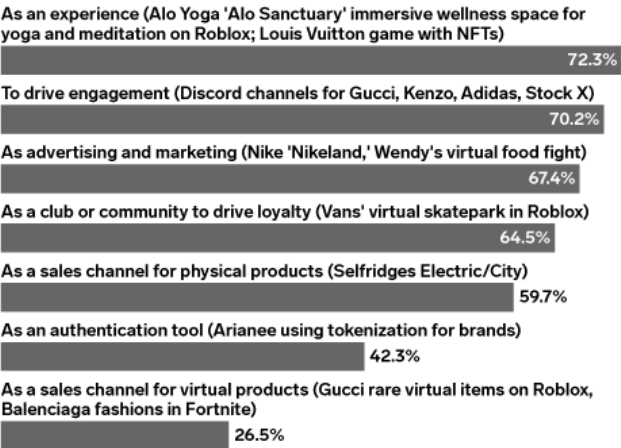 As an experience (Alo Yoga 'Alo Sanctuary' immersive wellness space for
yoga and meditation on Roblox; Louis Vuitton game with NFTs)
72.3%
To drive engagement (Discord channels for Gucci, Kenzo, Adidas, Stock X)
70.2%
As advertising and marketing (Nike 'Nikeland,' Wendy's virtual food fight)
67.4%
As a club or community to drive loyalty (Vans' virtual skatepark in Roblox)
64.5%
As a sales channel for physical products (Selfridges Electric/City)
59.7%
As an authentication tool (Arianee using tokenization for brands)
42.3%
As a sales channel for virtual products (Gucci rare virtual items on Roblox,
Balenciaga fashions in Fortnite)
26.5%